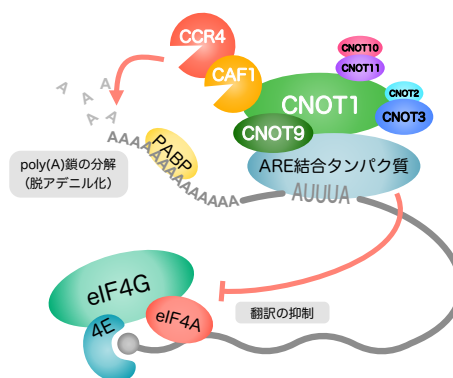 CCR4
CNOT10
CAF1
CNOT11
A
A
A
CNOT1
CNOT2
CNOT3
A
A
CNOT9
PABP
AAAAAAAAAAAAAAA
poly(A)鎖の分解
(脱アデニル化)
ARE結合タンパク質
AUUUA
eIF4G
eIF4A
翻訳の抑制
4E